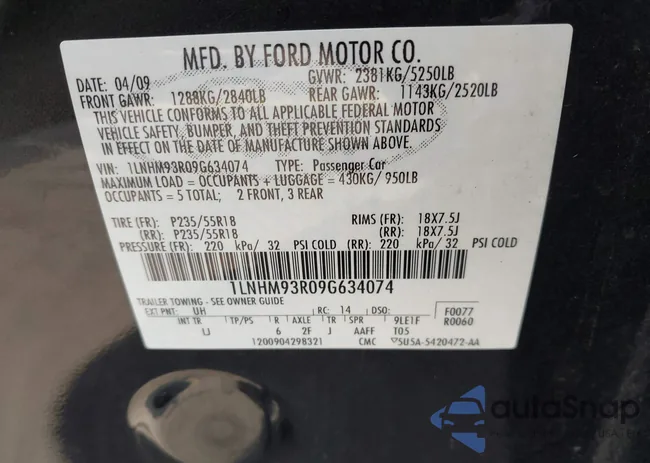 MFD. BY FORD MOTOR CO.
DATE: 04/09 GVWR: 2381KG/5250LB
FRONT GAWR: 1288KG/2840LB REAR GAWR: 1143KG/2520LB
THIS VEHICLE CONFORMS TO ALL APPLICABLE FEDERAL MOTOR
VEHICLE SAFETY, BUMPER, AND THEFT PREVENTION STANDARDS
IN EFFECT ON THE DATE OF MANUFACTURE SHOWN ABOVE.
VIN: 1LNHM93R09G634074 TYPE: Passenger Car
MAXIMUM LOAD = OCCUPANTS + LUGGAGE = 430KG/ 950LB
OCCUPANTS = 5 TOTAL; 2 FRONT, 3 REAR
TIRE (FR): P235/55R18 RIMS (FR): 18X7.5J
(RR): P235/55R18 (RR): 18X7.5J
PRESSURE (FR): 220 kPa/ 32 PSI COLD (RR): 220 kPa/ 32 PSI COLD
1LNHM93R09G634074
TRAILER TOWING - SEE OWNER GUIDE
EXT PNT: UH RC: 14 DSO: F0077
INT TR TP/PS R AXLE TR SPR 9LE1F R0060
LJ 6 2F J AAFF T05
1200904298321 CMC 5U5A-5420472-AA
autoSnap